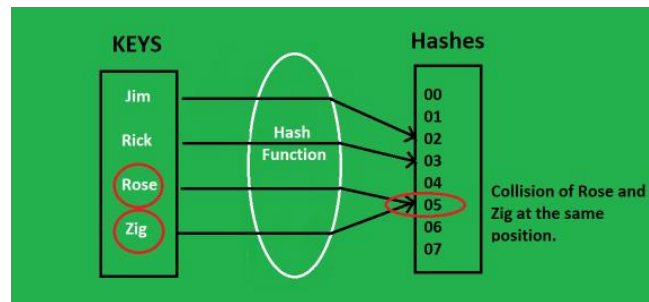 KEYS
Jim
Rick
Rose
Zig
Hash
Function
Hashes
00
01
02
03
04
05
06
07
Collision of Rose and
Zig at the same
position.